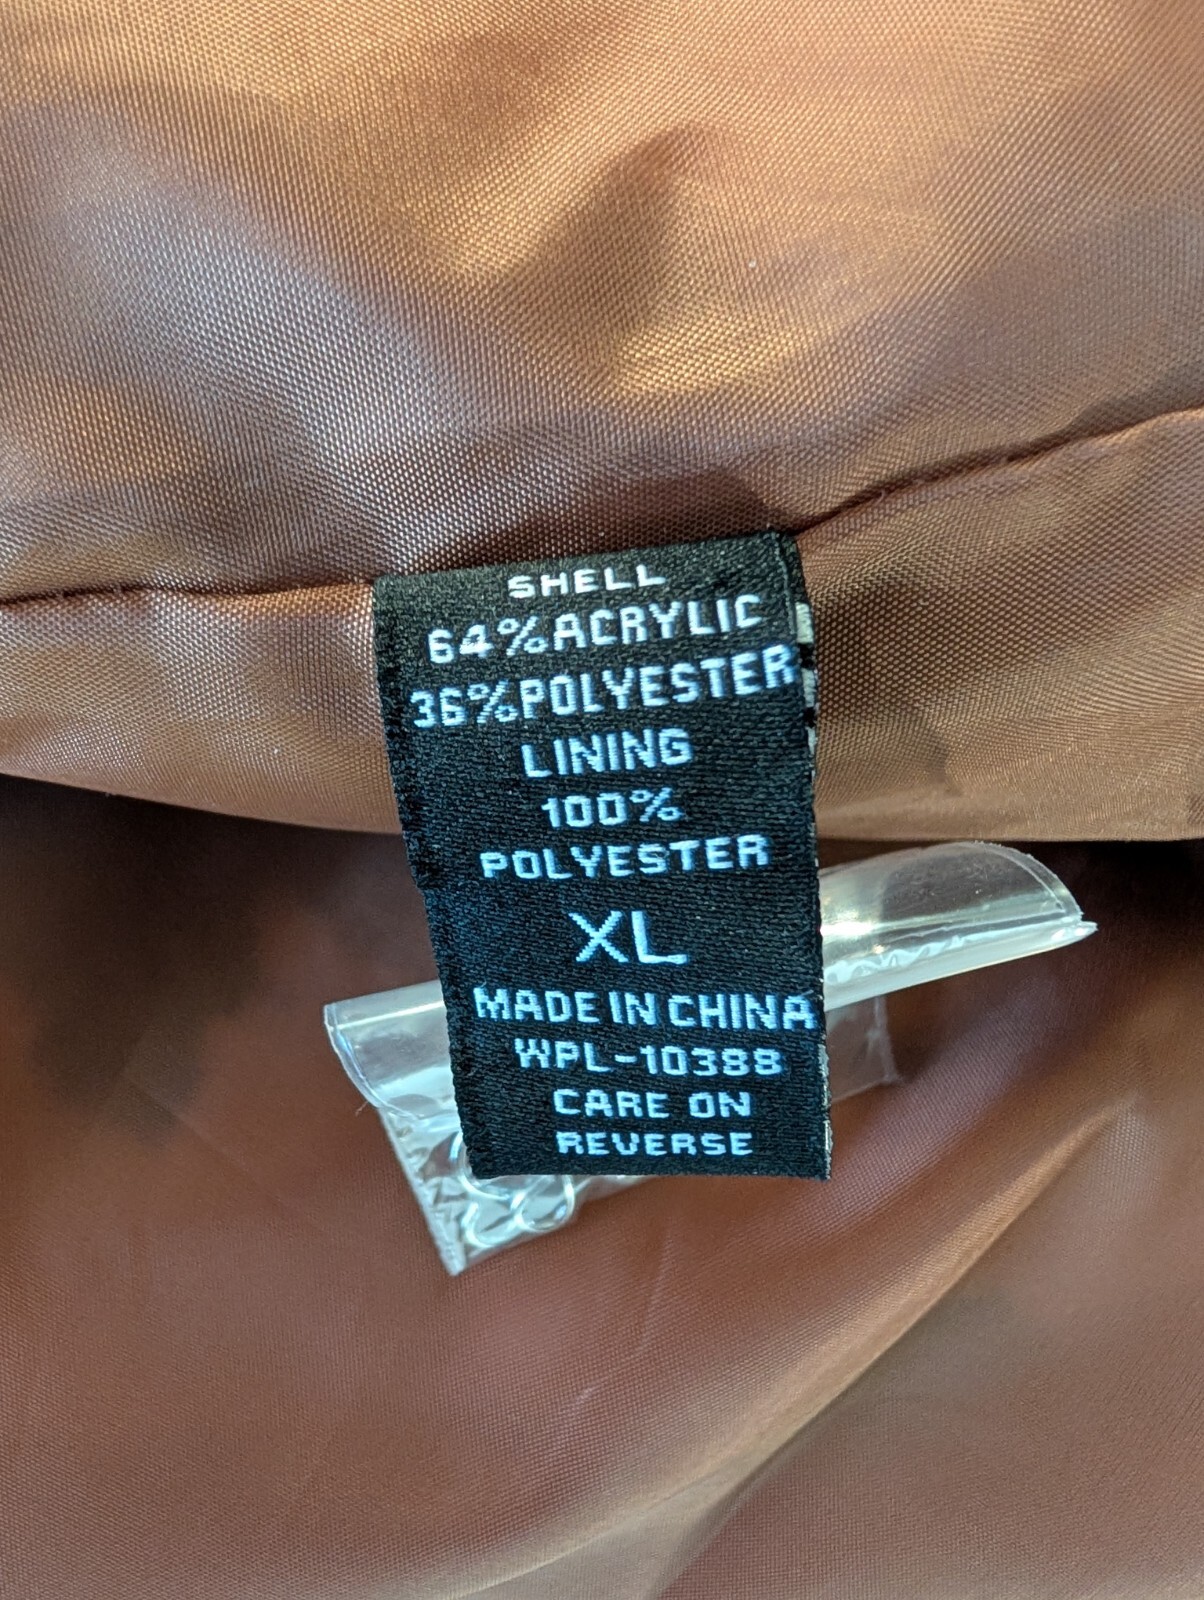 SHELL
64%ACRYLIC
36%POLYESTER
LINING
100%
POLYESTER
XL
MADE IN CHINA
WPL-10388
CARE ON
REVERSE